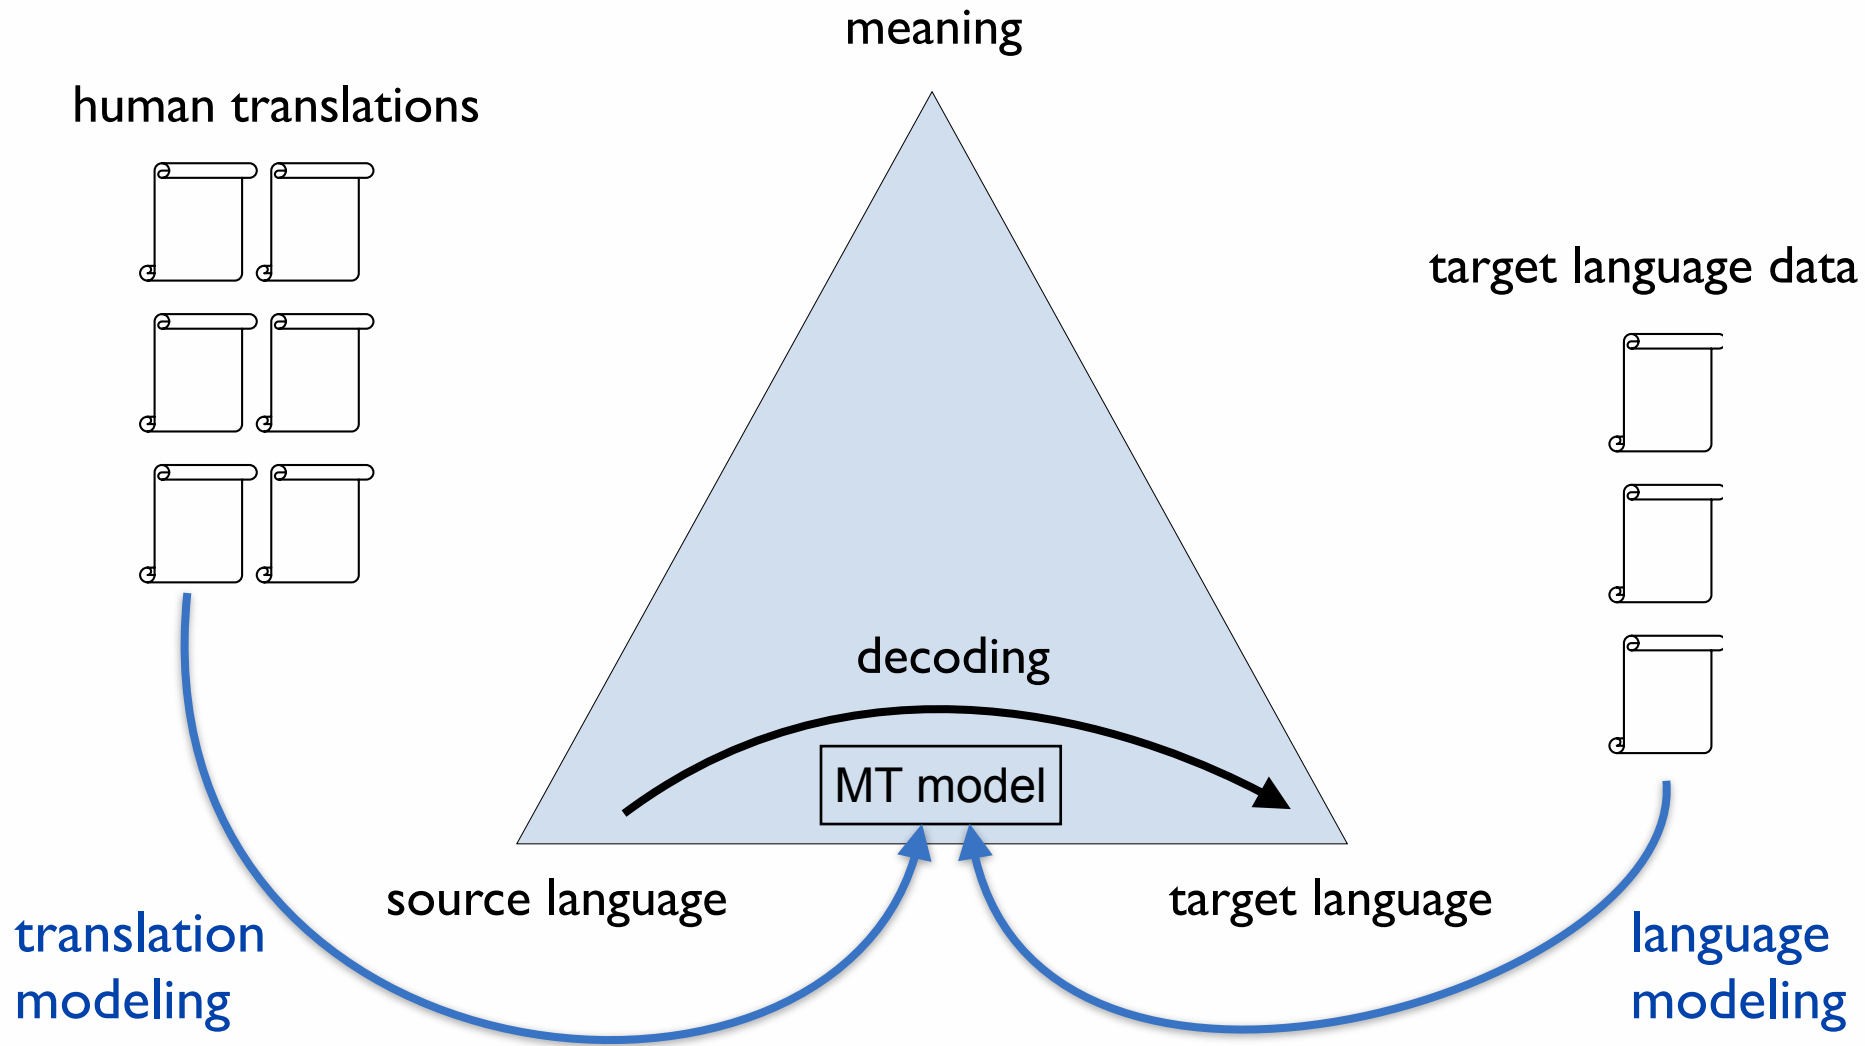 meaning
human translations
target language data
decoding
MT model
source language
target language
translation
modeling
language
modeling